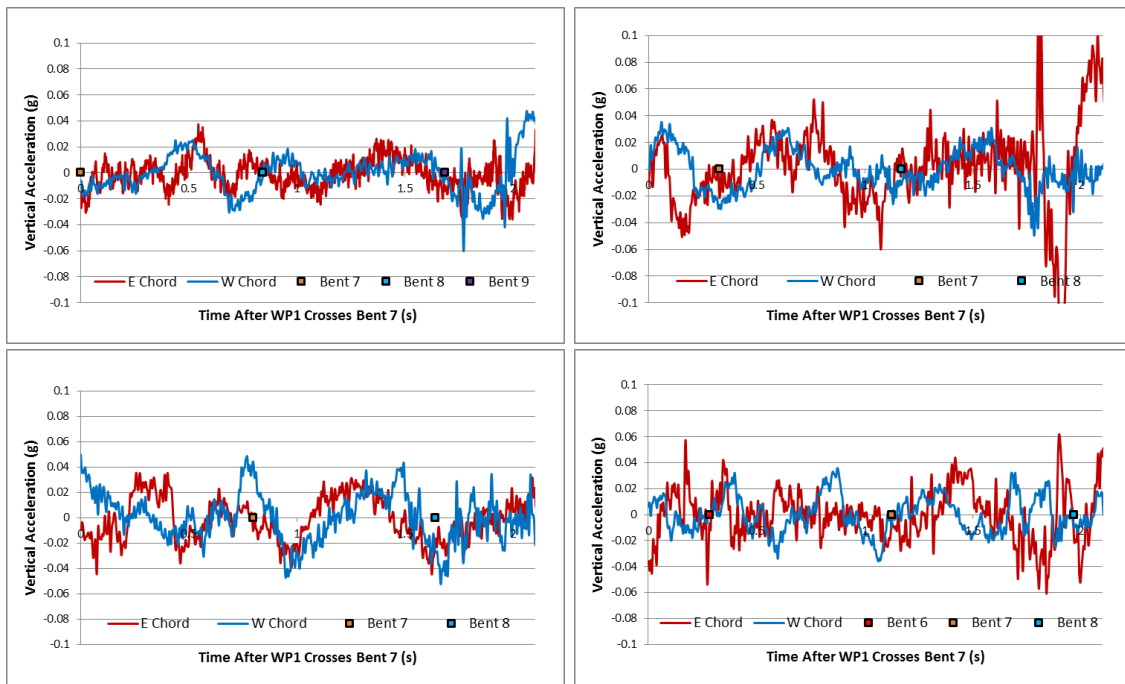 0.1
0.08
0.06
0.04
0.02
0
-0.02
-0.04
-0.06
-0.08
-0.1
Vertical Acceleration (g)
0 0.5 1 1.5 2
E Chord W Chord Bent 7 Bent 8 Bent 9
Time After WP1 Crosses Bent 7 (s)
0.1
0.08
0.06
0.04
0.02
0
-0.02
-0.04
-0.06
-0.08
-0.1
Vertical Acceleration (g)
0 0.5 1 1.5 2
E Chord W Chord Bent 7 Bent 8
Time After WP1 Crosses Bent 7 (s)
0.1
0.08
0.06
0.04
0.02
0
-0.02
-0.04
-0.06
-0.08
-0.1
Vertical Acceleration (g)
0 0.5 1 1.5 2
E Chord W Chord Bent 7 Bent 8
Time After WP1 Crosses Bent 7 (s)
0.1
0.08
0.06
0.04
0.02
0
-0.02
-0.04
-0.06
-0.08
-0.1
Vertical Acceleration (g)
0 0.5 1 1.5 2
E Chord W Chord Bent 6 Bent 7 Bent 8
Time After WP1 Crosses Bent 7 (s)